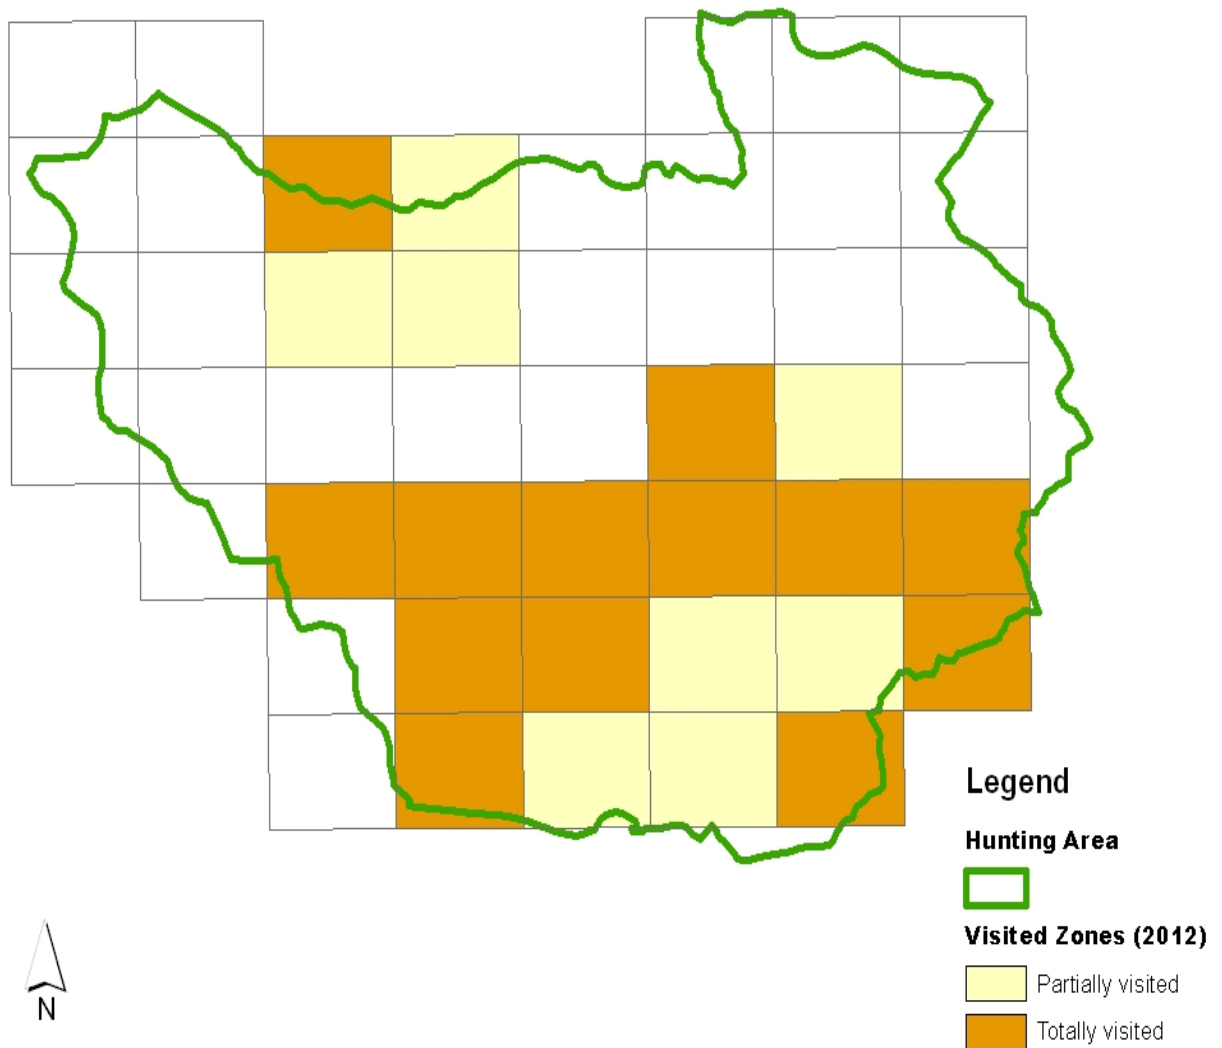 Legend
Hunting Area
Visited Zones (2012)
Partially visited
Totally visited
N